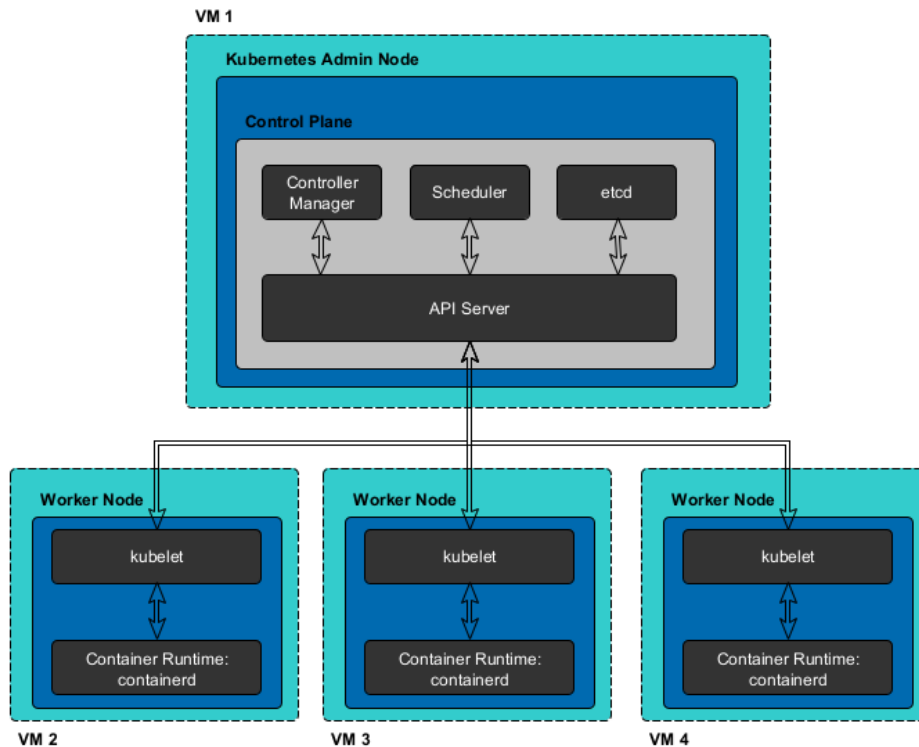 VM 1
Kubernetes Admin Node
Control Plane
Controller
Manager
Scheduler
etcd
API Server
Worker Node
kubelet
Container Runtime:
containerd
VM 2
Worker Node
kubelet
Container Runtime:
containerd
VM 3
Worker Node
kubelet
Container Runtime:
containerd
VM 4